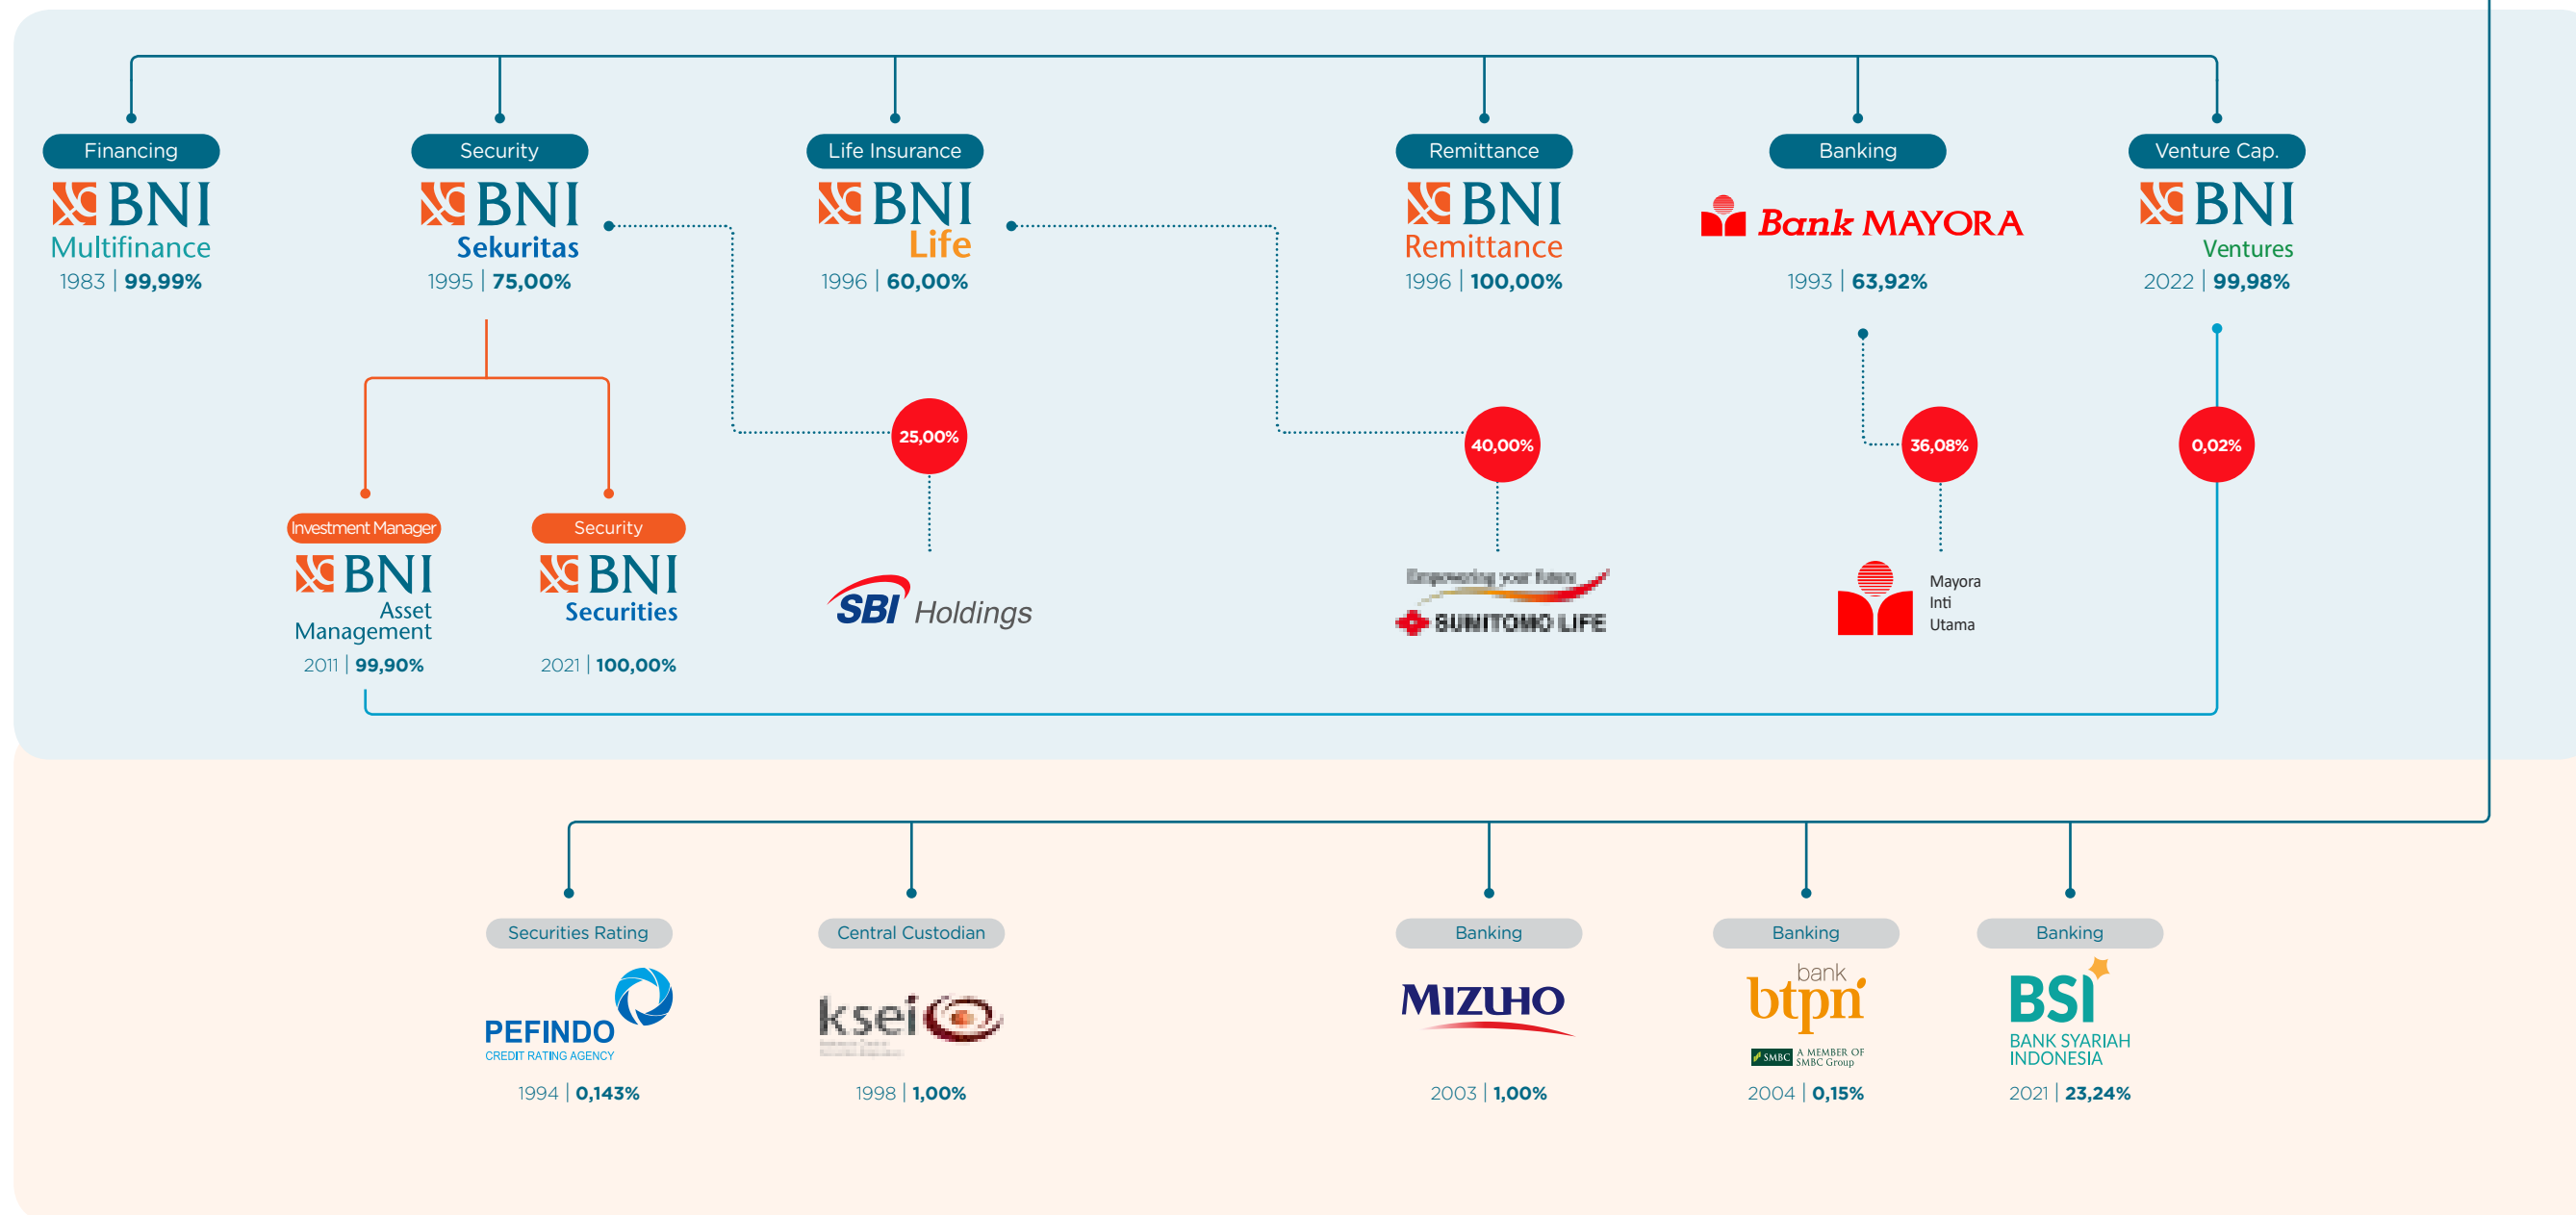 Financing
Security
Life Insurance
Remittance
Banking
Venture Cap.
BNI
Multifinance
1983 | 99,99%
BNI
Sekuritas
1995 | 75,00%
BNI
Life
1996 | 60,00%
BNI
Remittance
1996 | 100,00%
Bank MAYORA
1993 | 63,92%
BNI
Ventures
2022 | 99,98%
25,00%
40,00%
36,08%
0,02%
Investment Manager
BNI
Asset
Management
2011 | 99,90%
Security
BNI
Securities
2021 | 100,00%
SBI Holdings
Empowering your future
SUMITOMO LIFE
Mayora
Inti
Utama
Securities Rating
PEFINDO
CREDIT RATING AGENCY
1994 | 0,143%
Central Custodian
ksei
1998 | 1,00%
Banking
MIZUHO
2003 | 1,00%
Banking
bank
btpn
SMBC
A MEMBER OF
SMBC Group
2004 | 0,15%
Banking
BSI
BANK SYARIAH
INDONESIA
2021 | 23,24%